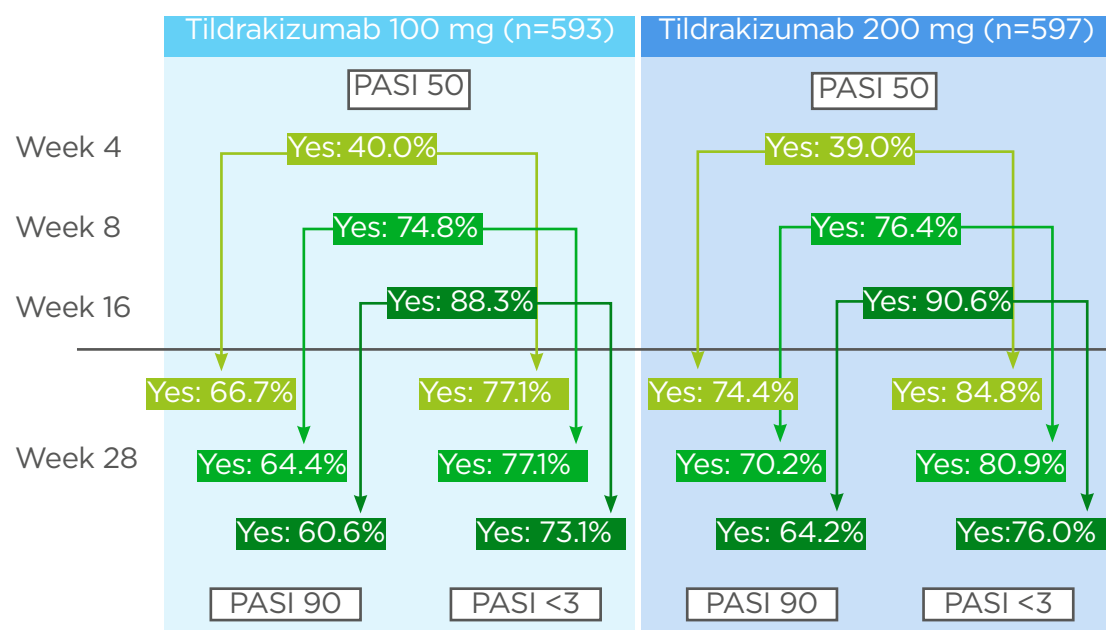 Tildrakizumab 100 mg (n=593) Tildrakizumab 200 mg (n=597)
PASI 50 PASI 50
Week 4 Yes: 40.0% Yes: 39.0%
Week 8 Yes: 74.8% Yes: 76.4%
Week 16 Yes: 88.3% Yes: 90.6%
Yes: 66.7% Yes: 77.1% Yes: 74.4% Yes: 84.8%
Week 28 Yes: 64.4% Yes: 77.1% Yes: 70.2% Yes: 80.9%
Yes: 60.6% Yes: 73.1% Yes: 64.2% Yes:76.0%
PASI 90 PASI <3 PASI 90 PASI <3